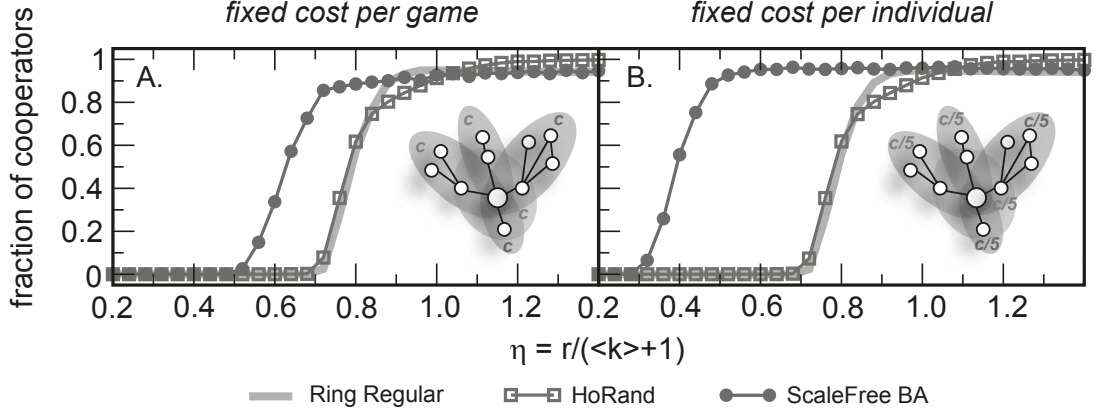 fixed cost per game
fixed cost per individual
fraction of cooperators
1
0.8
0.6
0.4
0.2
0
A.
c
c
c
c
c
B.
c/5
c/5
c/5
c/5
c/5
0.2 0.4 0.6 0.8 1.0 1.2 0.2 0.4 0.6 0.8 1.0 1.2
η = r/(<k>+1)
Ring Regular HoRand ScaleFree BA